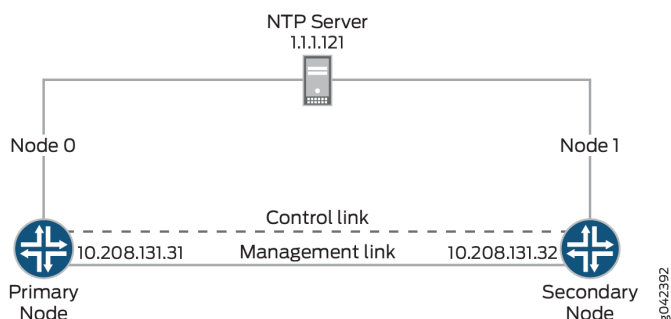 NTP Server
1.1.1.121
Node 0
Node 1
Control link
10.208.131.31
Management link
10.208.131.32
Primary
Node
Secondary
Node
g042392